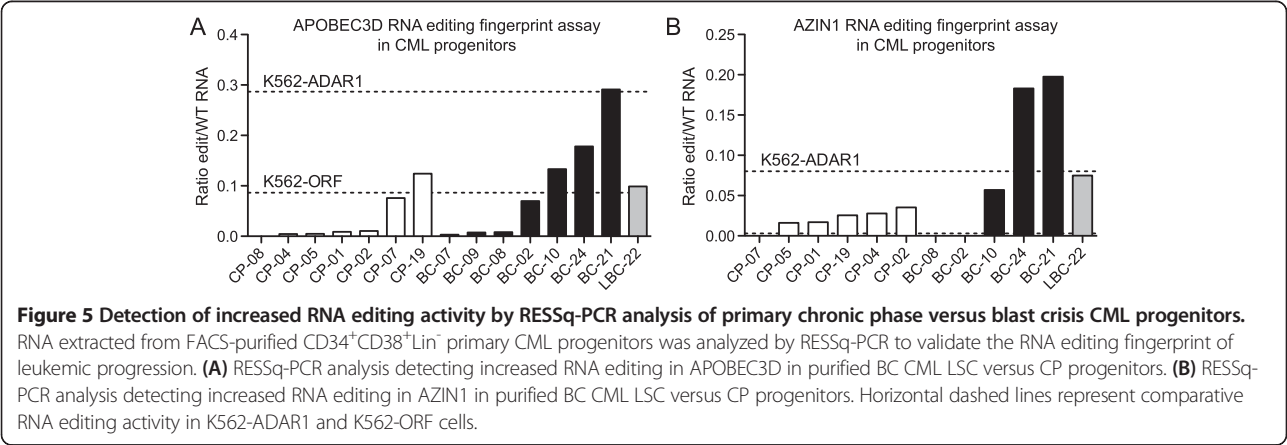 A
APOBEC3D RNA editing fingerprint assay
in CML progenitors
Ratio edit/WT RNA
0.4
0.3
0.2
0.1
0.0
K562-ADAR1
K562-ORF
CP-08
CP-04
CP-05
CP-01
CP-02
CP-07
CP-19
BC-07
BC-09
BC-08
BC-02
BC-10
BC-24
BC-21
LBC-22
B
AZIN1 RNA editing fingerprint assay
in CML progenitors
Ratio edit/WT RNA
0.25
0.20
0.15
0.10
0.05
0.00
K562-ADAR1
CP-07
CP-05
CP-01
CP-19
CP-04
CP-02
BC-08
BC-02
BC-10
BC-24
BC-21
LBC-22
Figure 5 Detection of increased RNA editing activity by RESSq-PCR analysis of primary chronic phase versus blast crisis CML progenitors.
RNA extracted from FACS-purified CD34⁺CD38⁺Lin⁻ primary CML progenitors was analyzed by RESSq-PCR to validate the RNA editing fingerprint of
leukemic progression. (A) RESSq-PCR analysis detecting increased RNA editing in APOBEC3D in purified BC CML LSC versus CP progenitors. (B) RESSq-
PCR analysis detecting increased RNA editing in AZIN1 in purified BC CML LSC versus CP progenitors. Horizontal dashed lines represent comparative
RNA editing activity in K562-ADAR1 and K562-ORF cells.